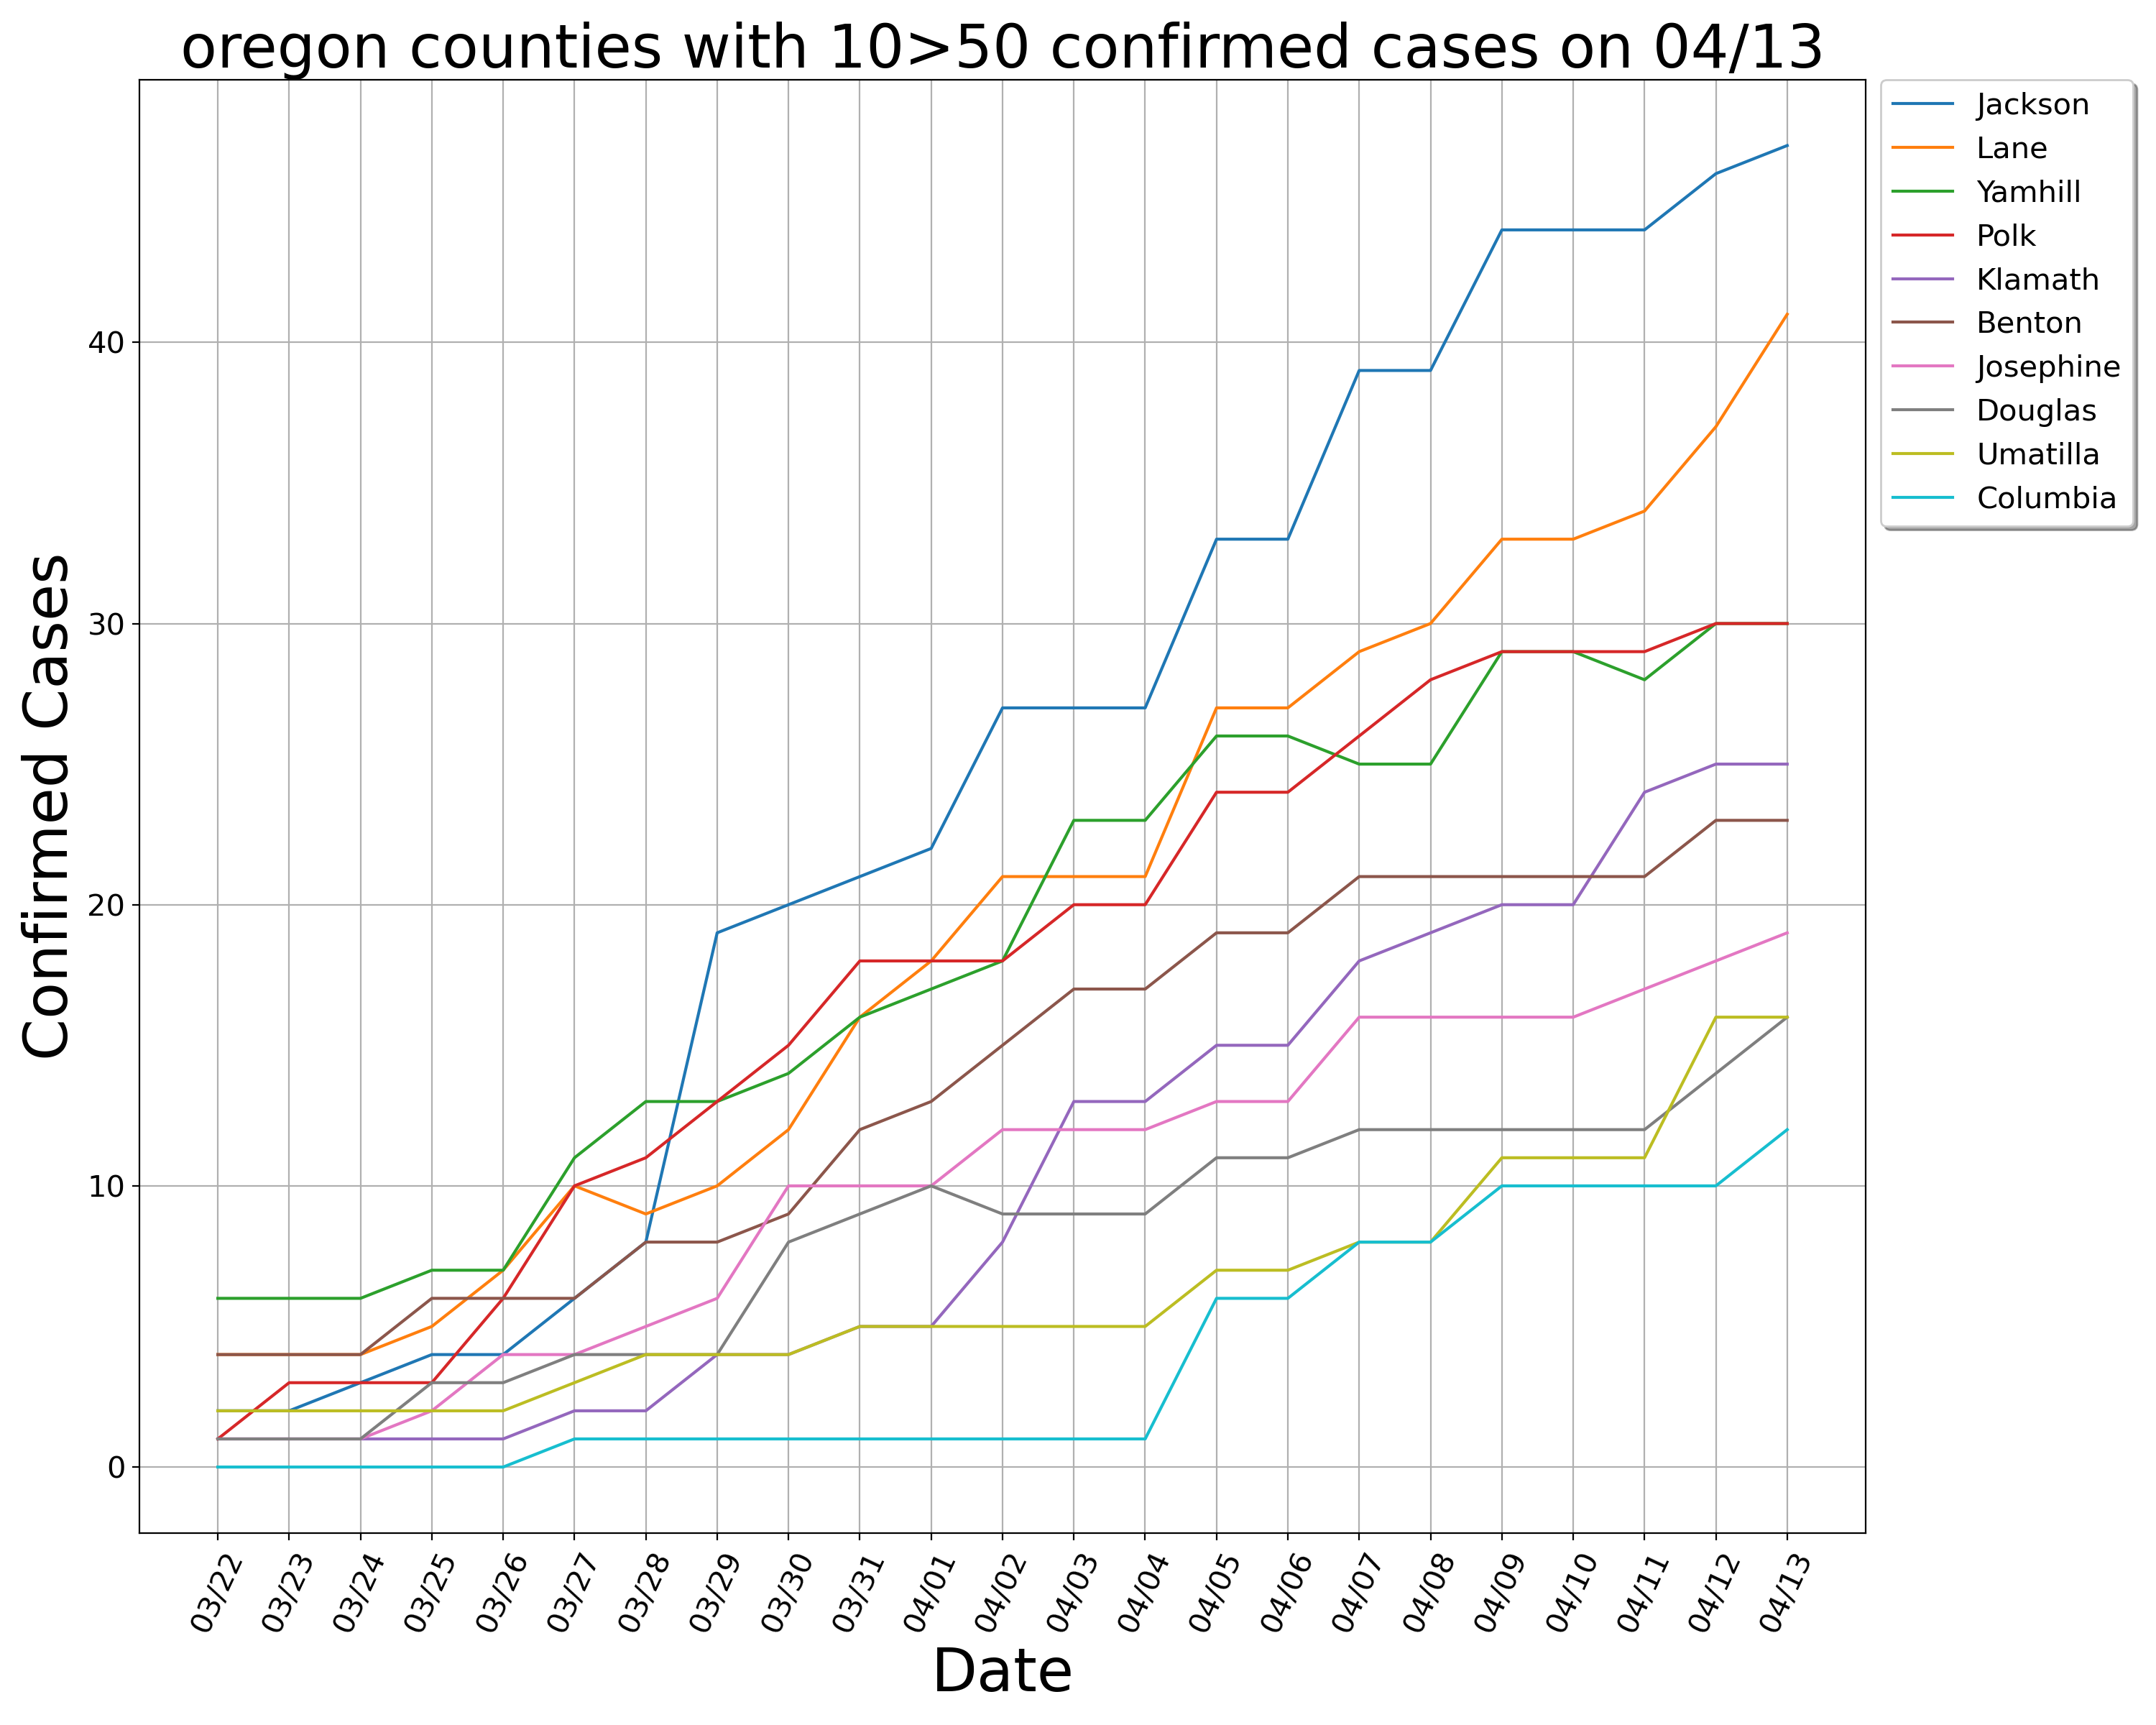 oregon counties with 10>50 confirmed cases on 04/13
Jackson
Lane
Yamhill
Polk
Klamath
Benton
Josephine
Douglas
Umatilla
Columbia
Confirmed Cases
40
30
20
10
0
03/22
03/23
03/24
03/25
03/26
03/27
03/28
03/29
03/30
03/31
04/01
04/02
04/03
04/04
04/05
04/06
04/07
04/08
04/09
04/10
04/11
04/12
04/13
Date